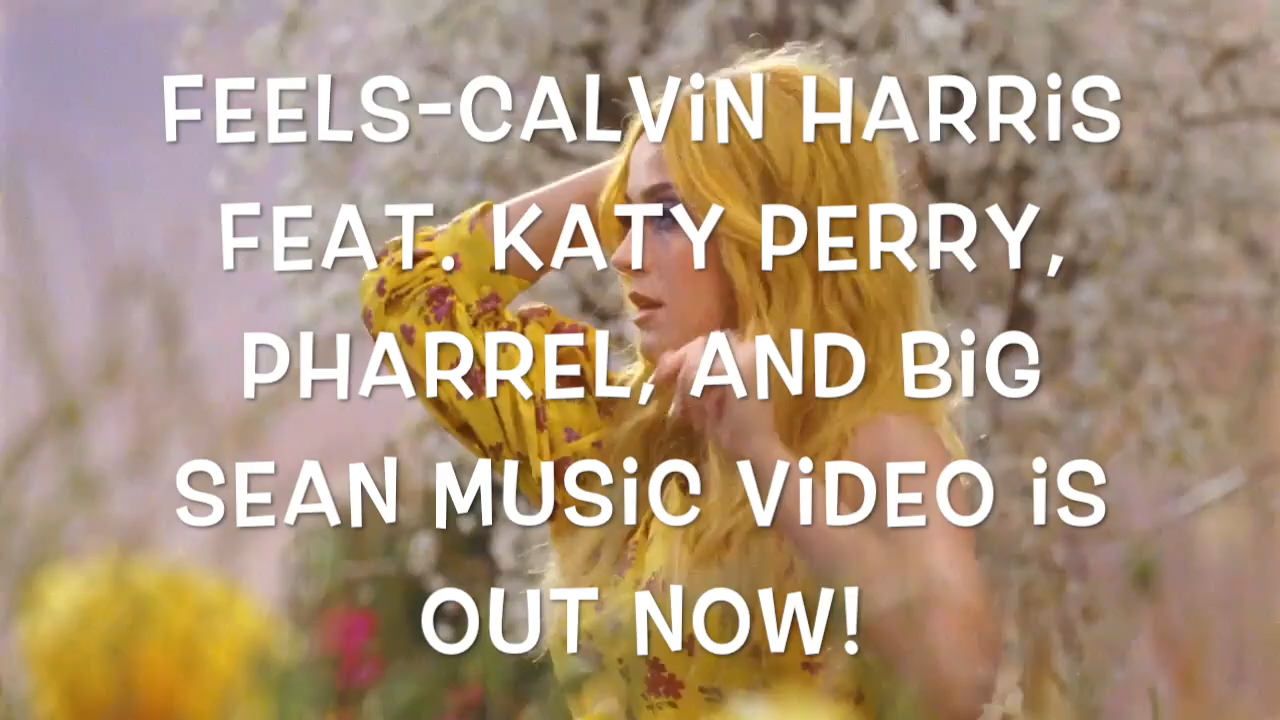 FEELS-CALViN HARRiS
FEAT. KATY PERRY,
PHARREL, AND BiG
SEAN MUSiC ViDEO iS
OUT NOW!